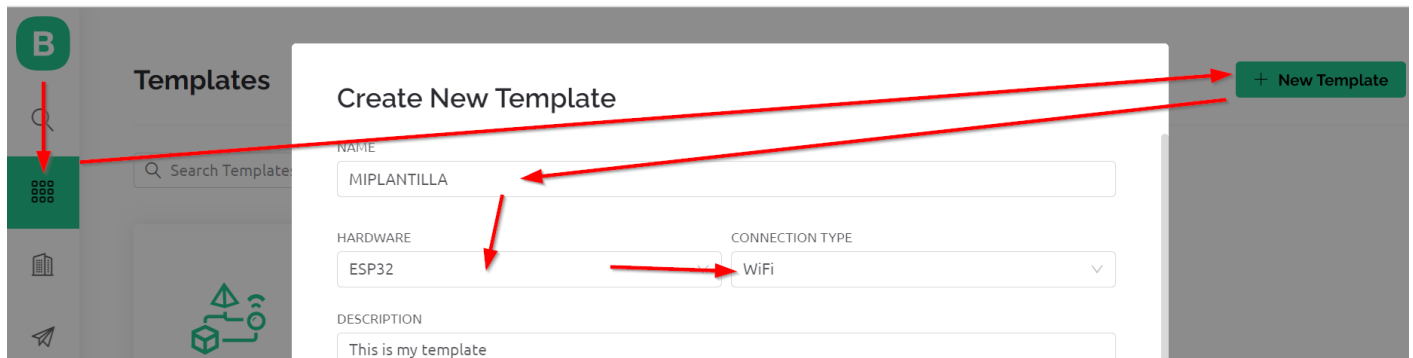 B
Templates
+ New Template
Create New Template
NAME
Search Templates
MIPLANTILLA
HARDWARE
CONNECTION TYPE
ESP32
WiFi
DESCRIPTION
This is my template